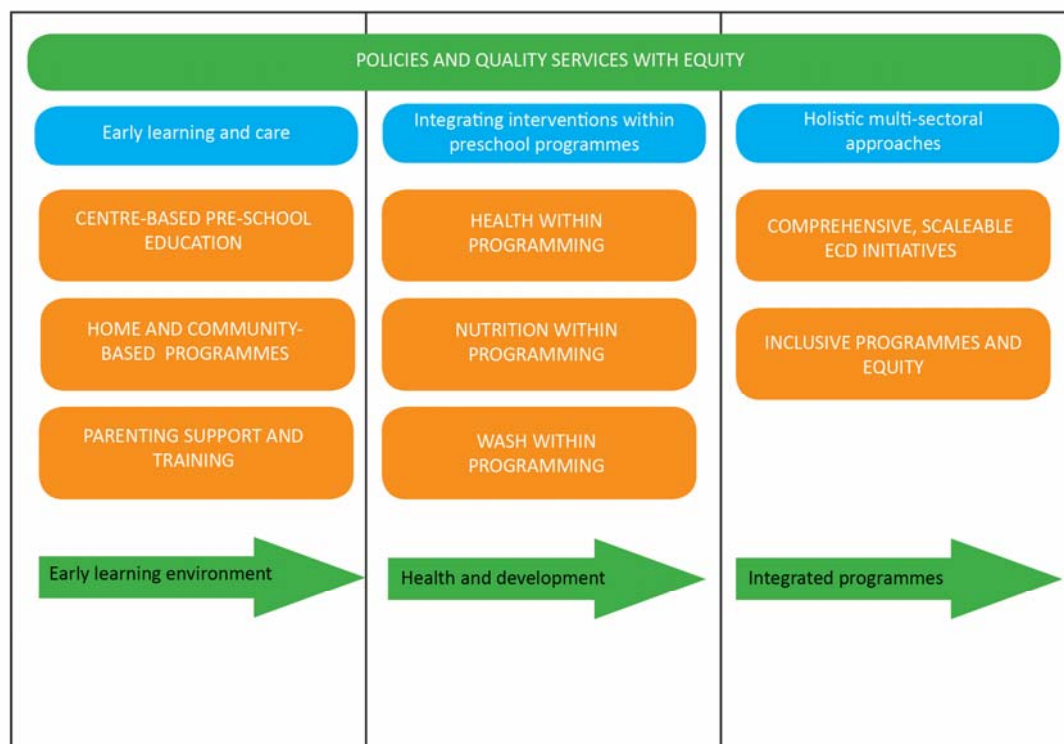 POLICIES AND QUALITY SERVICES WITH EQUITY
Early learning and care
CENTRE-BASED PRE-SCHOOL
EDUCATION
HOME AND COMMUNITY-
BASED PROGRAMMES
PARENTING SUPPORT AND
TRAINING
Early learning environment
Integrating interventions within
preschool programmes
HEALTH WITHIN
PROGRAMMING
NUTRITION WITHIN
PROGRAMMING
WASH WITHIN
PROGRAMMING
Health and development
Holistic multi-sectoral
approaches
COMPREHENSIVE, SCALEABLE
ECD INITIATIVES
INCLUSIVE PROGRAMMES AND
EQUITY
Integrated programmes